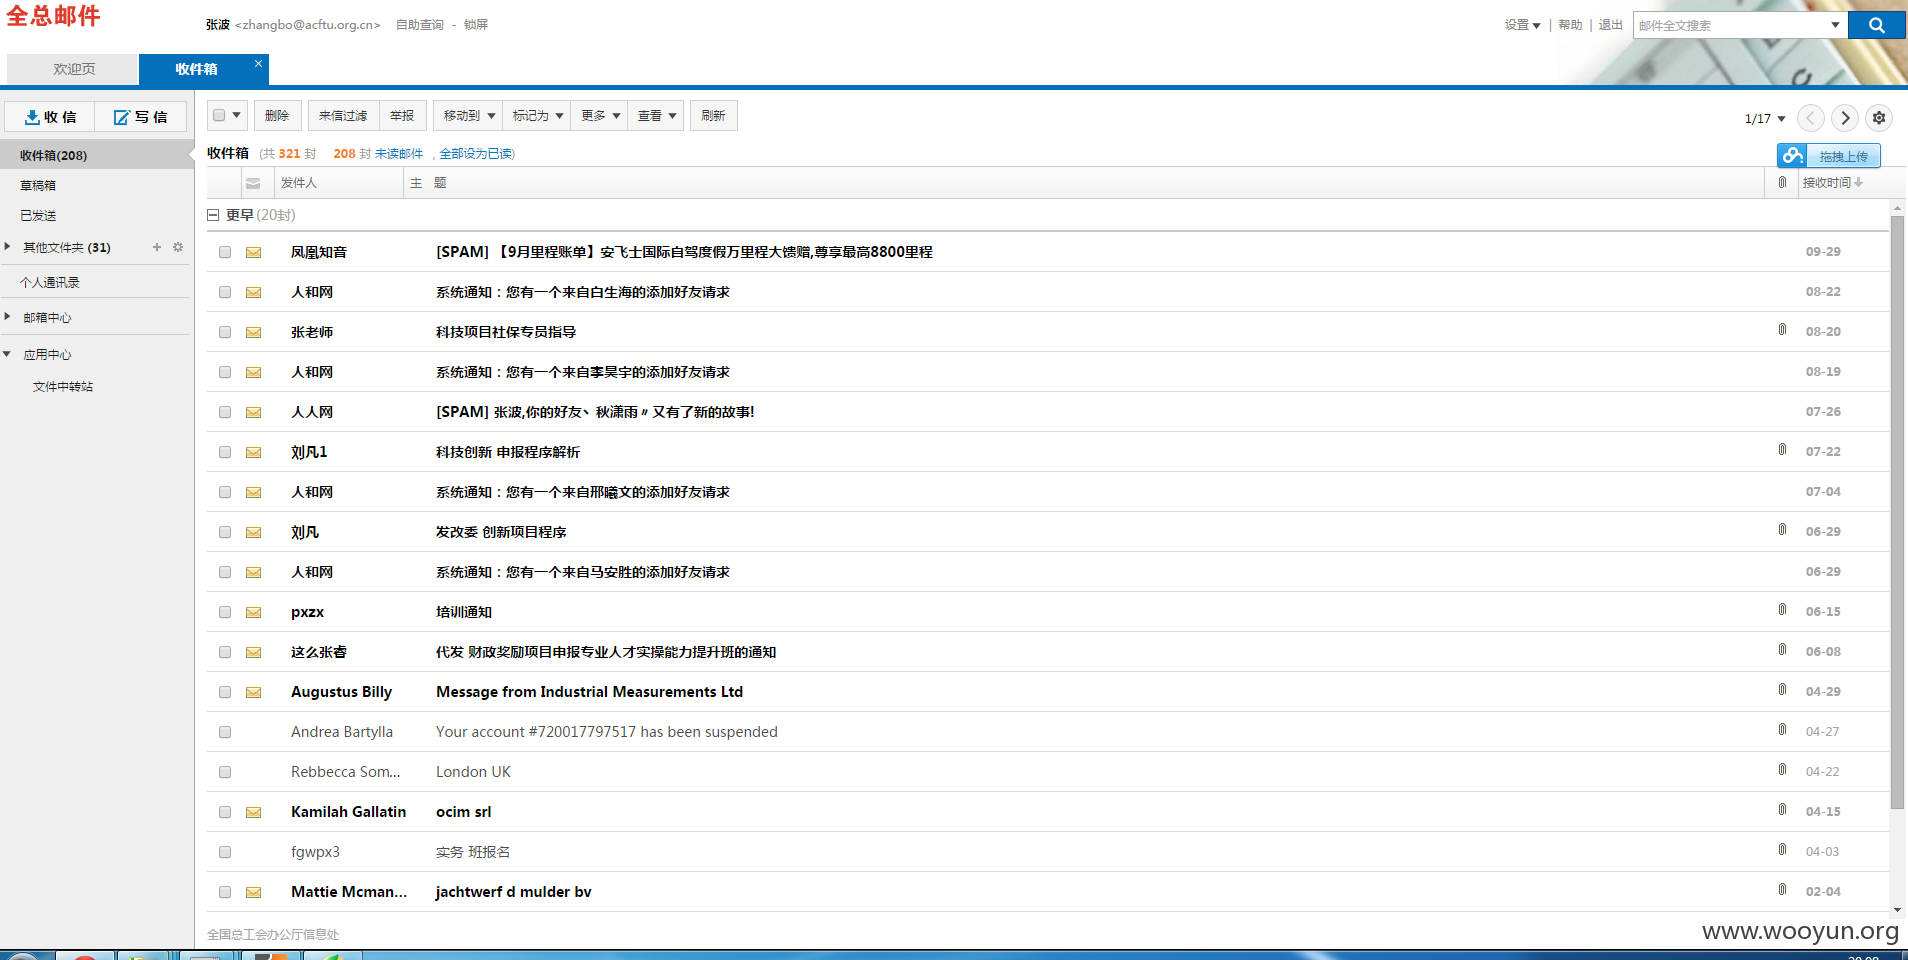 全总邮件
张波 <zhangbo@acftu.org.cn> 自助查询 - 锁屏
设置 | 帮助 | 退出 邮件全文搜索
欢迎页 收件箱 ×
收信 写信
删除 来信过滤 举报 移动到 标记为 更多 查看 刷新
1/17
收件箱(208)
草稿箱
已发送
其他文件夹 (31) +
个人通讯录
邮箱中心
应用中心
文件中转站
收件箱 (共 321 封 208 封 未读邮件 , 全部设为已读)
拖拽上传
发件人 主 题 接收时间
更早(20封)
凤凰知音 [SPAM] 【9月里程账单】安飞士国际自驾度假万里程大馈赠,尊享最高8800里程 09-29
人和网 系统通知：您有一个来自白生海的添加好友请求 08-22
张老师 科技项目社保专员指导 08-20
人和网 系统通知：您有一个来自李昊宇的添加好友请求 08-19
人人网 [SPAM] 张波,你的好友丶秋潇雨〃又有了新的故事! 07-26
刘凡1 科技创新 申报程序解析 07-22
人和网 系统通知：您有一个来自邢曦文的添加好友请求 07-04
刘凡 发改委 创新项目程序 06-29
人和网 系统通知：您有一个来自马安胜的添加好友请求 06-29
pxzx 培训通知 06-15
这么张睿 代发 财政奖励项目申报专业人才实操能力提升班的通知 06-08
Augustus Billy Message from Industrial Measurements Ltd 04-29
Andrea Bartylla Your account #720017797517 has been suspended 04-27
Rebbecca Som... London UK 04-22
Kamilah Gallatin ocim srl 04-15
fgwpx3 实务 班报名 04-03
Mattie Mcman... jachtwerf d mulder bv 02-04
全国总工会办公厅信息处
www.wooyun.org